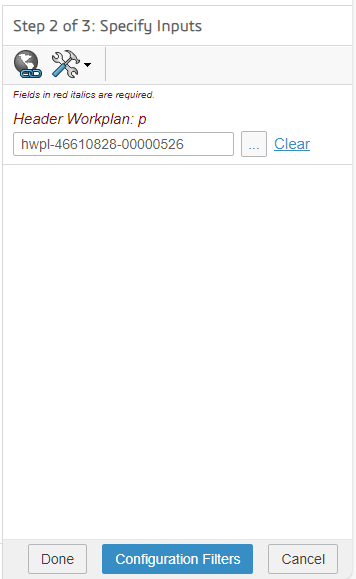 Step 2 of 3: Specify Inputs
Fields in red italics are required.
Header Workplan: p
hwpl-46610828-00000526 ... Clear
Done Configuration Filters Cancel